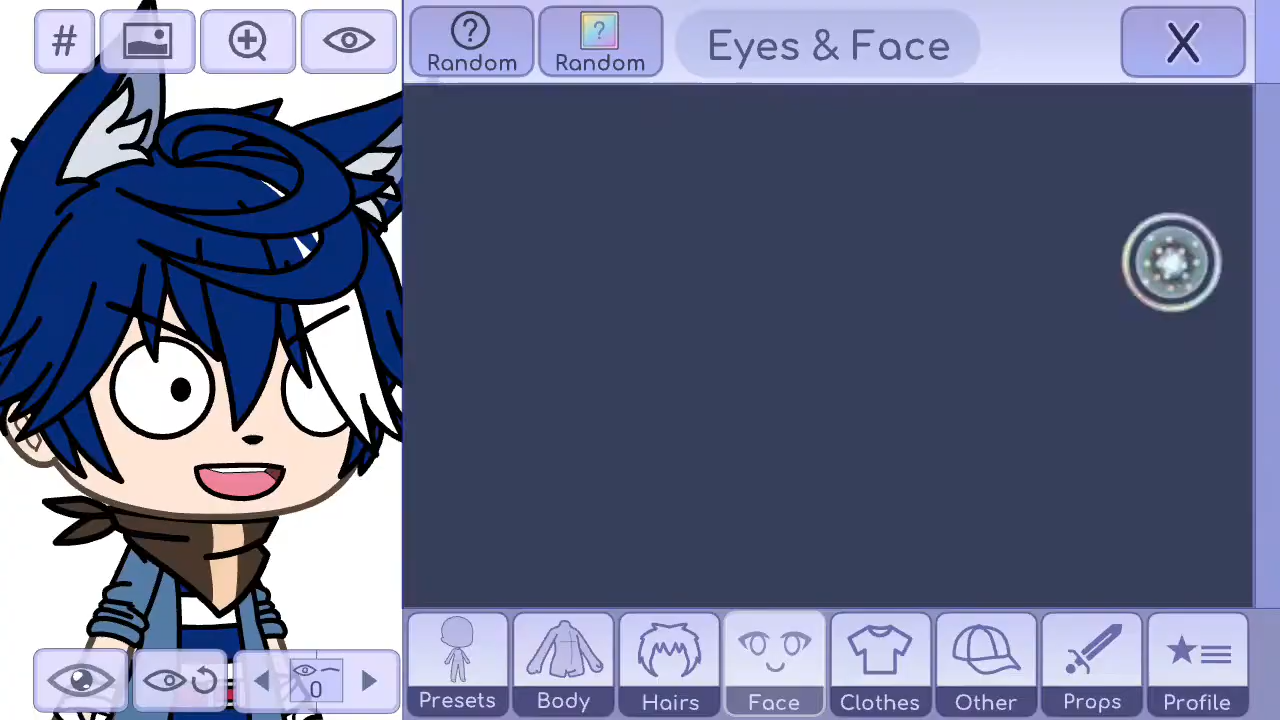 #
?
Random
?
Random
Eyes & Face
X
0
Presets
Body
Hairs
Face
Clothes
Other
Props
Profile